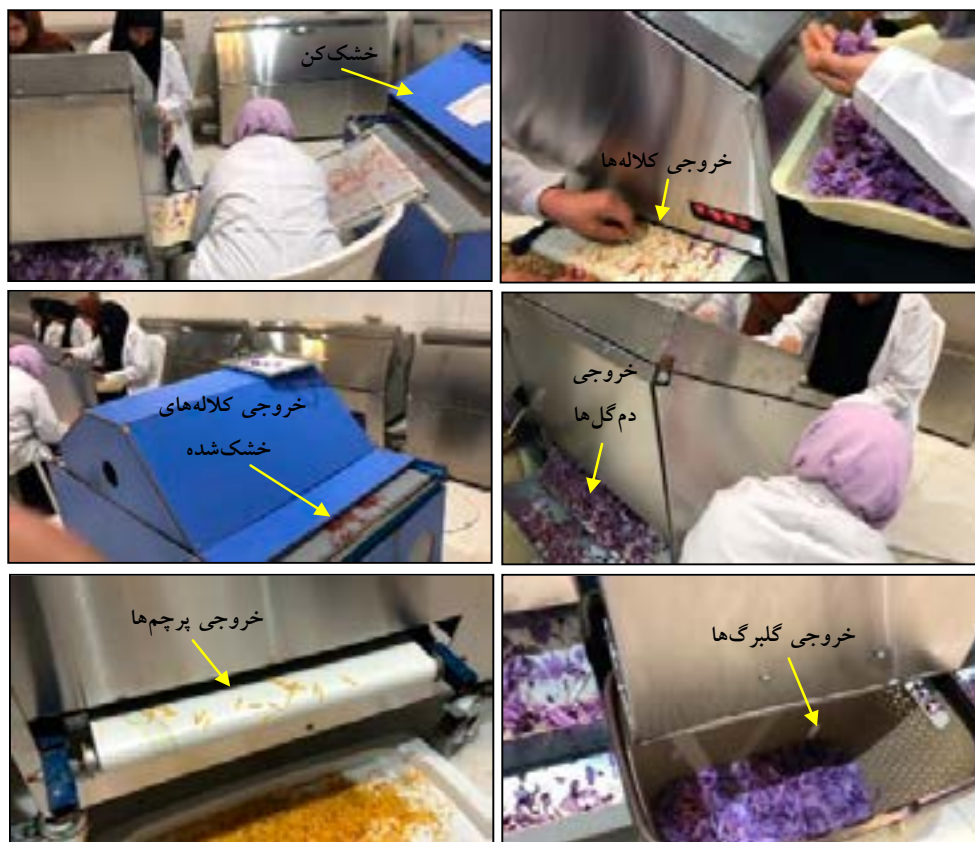 خشک‌کن
خروجی کلاله‌ها
خروجی کلاله‌های
خشک‌شده
خروجی
دم‌گل‌ها
خروجی پرچم‌ها
خروجی گلبرگ‌ها